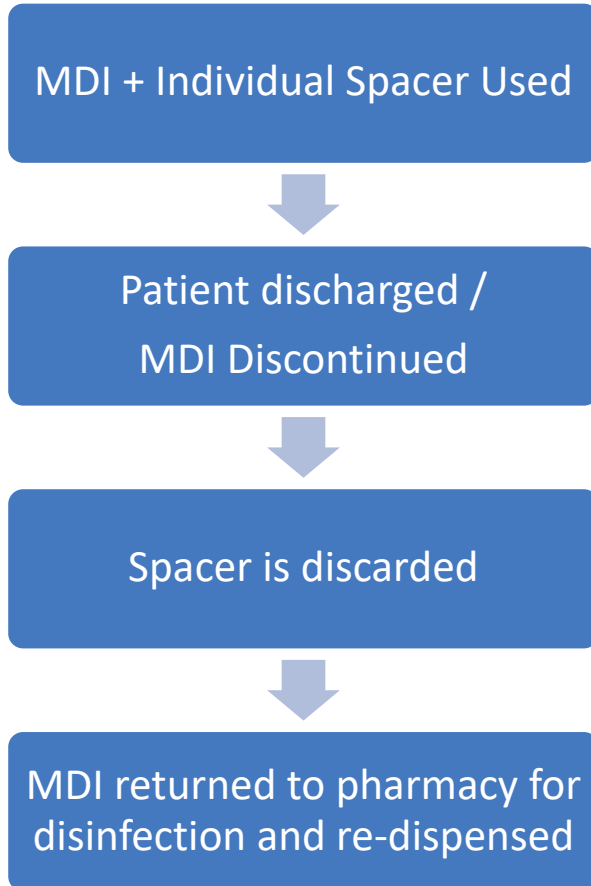 MDI + Individual Spacer Used
Patient discharged /
MDI Discontinued
Spacer is discarded
MDI returned to pharmacy for
disinfection and re-dispensed